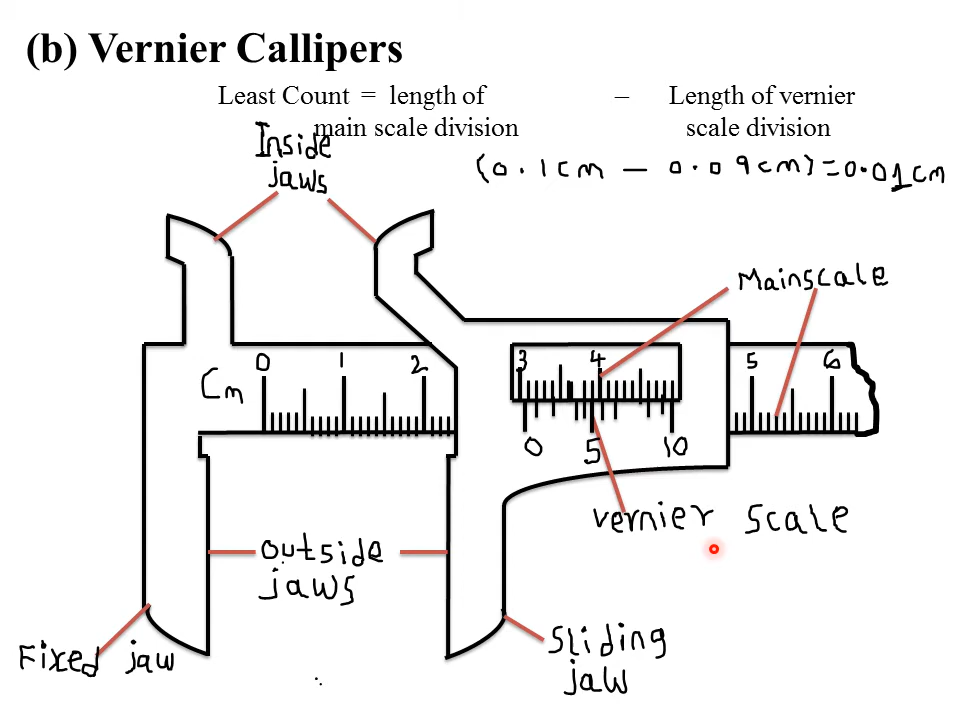 (b) Vernier Callipers
Least Count = length of – Length of vernier
main scale division scale division
Inside
jaws
(0.1cm – 0.09cm) = 0.01cm
Mainscale
0 1 2 3 4 5 6
Cm
0 5 10
Vernier Scale
outside
jaws
Fixed jaw
Sliding
jaw